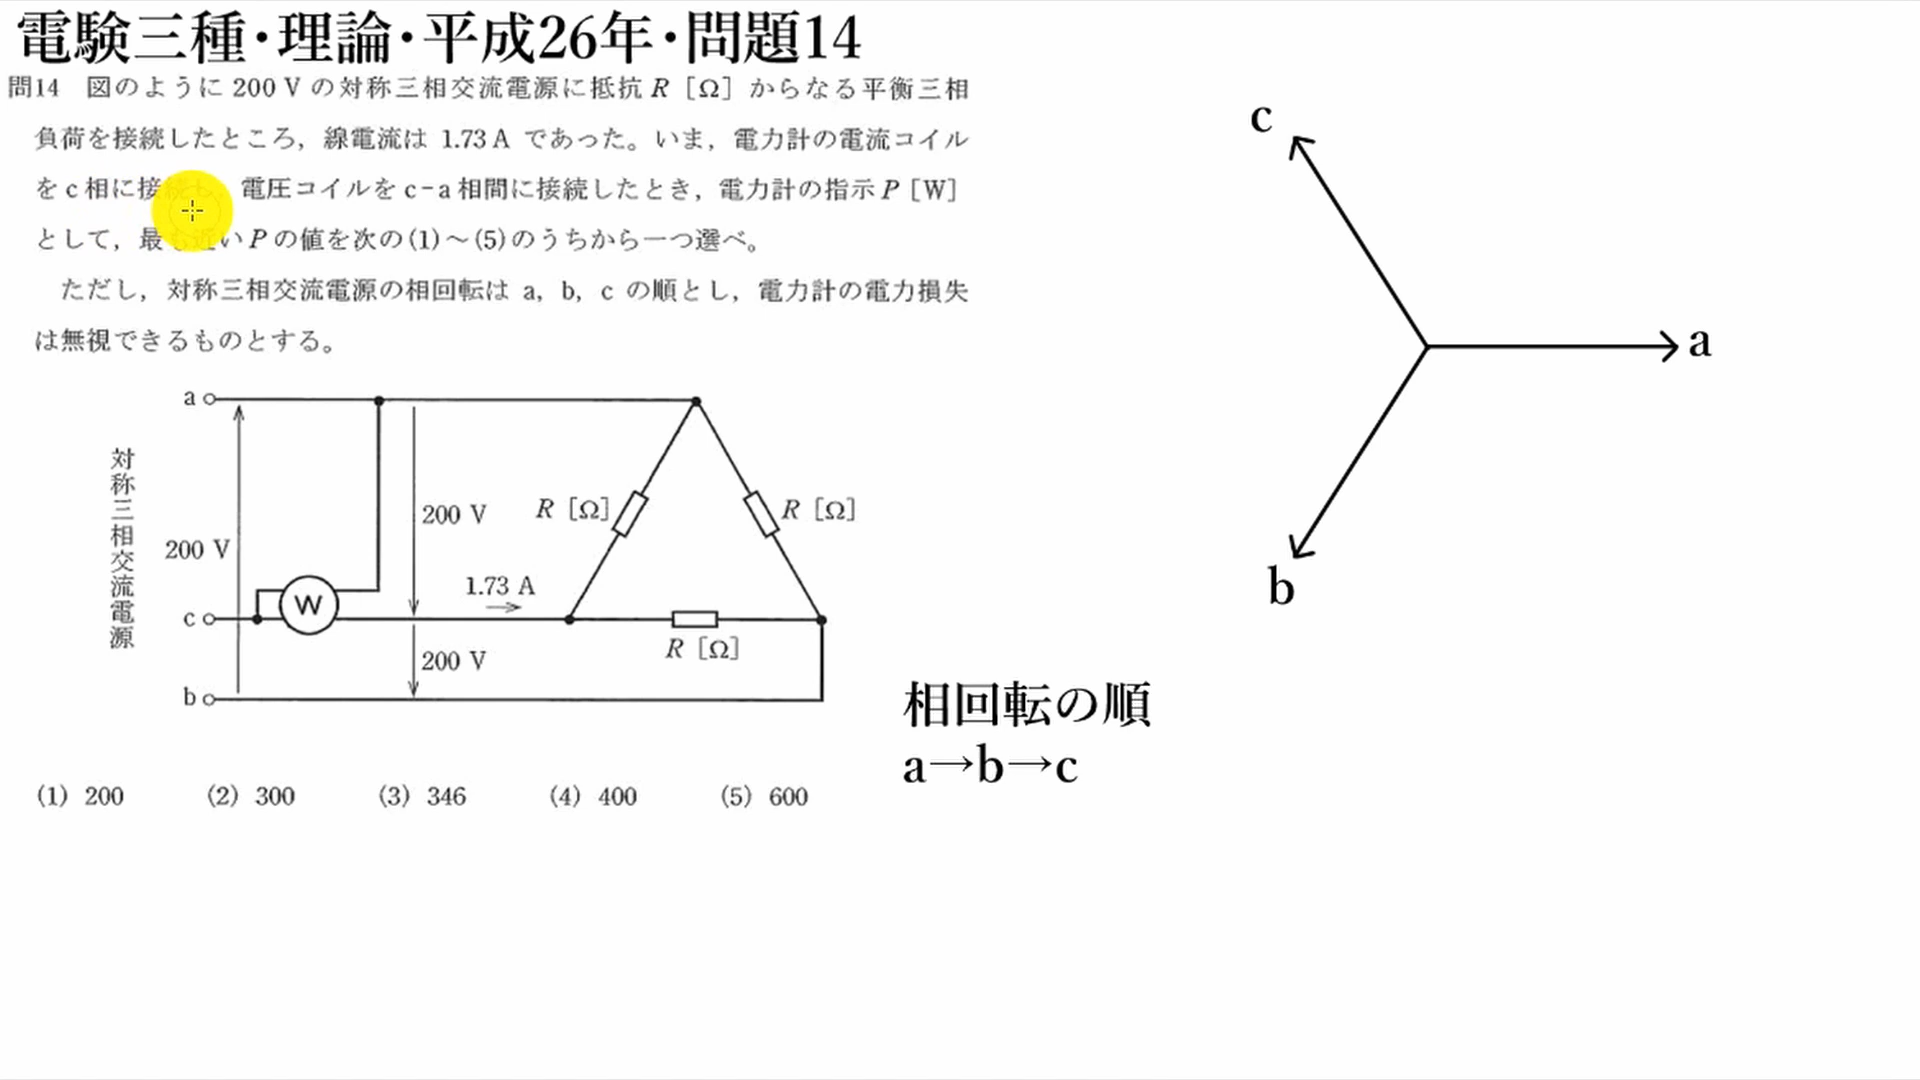 電験三種・理論・平成26年・問題14
問14 図のように 200 V の対称三相交流電源に抵抗 R [Ω] からなる平衡三相
負荷を接続したところ，線電流は 1.73 A であった。いま，電力計の電流コイル
をc相に接続し，電圧コイルをc-a相間に接続したとき，電力計の指示P [W]
として，最も近いPの値を次の(1)～(5)のうちから一つ選べ。
ただし，対称三相交流電源の相回転は a，b，c の順とし，電力計の電力損失
は無視できるものとする。
a
対称三相交流電源
200 V
200 V
R [Ω]
R [Ω]
1.73 A
W
c
R [Ω]
200 V
b
(1) 200 (2) 300 (3) 346 (4) 400 (5) 600
相回転の順
a→b→c
c
a
b